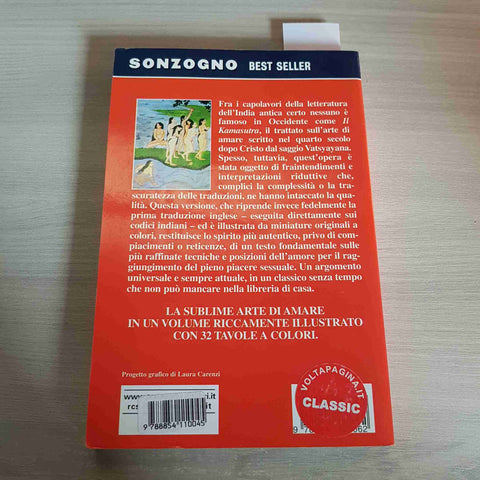 SONZOGNO BEST SELLER
Fra i capolavori della letteratura
dell'India antica certo nessuno è
famoso in Occidente come Il
Kamasutra, il trattato sull'arte di
amare scritto nel quarto secolo
dopo Cristo dal saggio Vatsyayana.
Spesso, tuttavia, quest'opera è
stata oggetto di fraintendimenti e
interpretazioni riduttive che,
complici la complessità o la tra-
scuratezza delle traduzioni, ne hanno intaccato la qua-
lità. Questa versione, che riprende invece fedelmente la
prima traduzione inglese – eseguita direttamente sui
codici indiani – ed è illustrata da miniature originali a
colori, restituisce lo spirito più autentico, privo di com-
piacimenti o reticenze, di un testo fondamentale sulle
più raffinate tecniche e posizioni dell'amore per il rag-
giungimento del pieno piacere sessuale. Un argomento
universale e sempre attuale, in un classico senza tempo
che non può mancare nella libreria di casa.
LA SUBLIME ARTE DI AMARE
IN UN VOLUME RICCAMENTE ILLUSTRATO
CON 32 TAVOLE A COLORI.
Progetto grafico di Laura Carenzi
rcs
9 788854 110045
VOLTAPAGINA.IT
CLASSIC